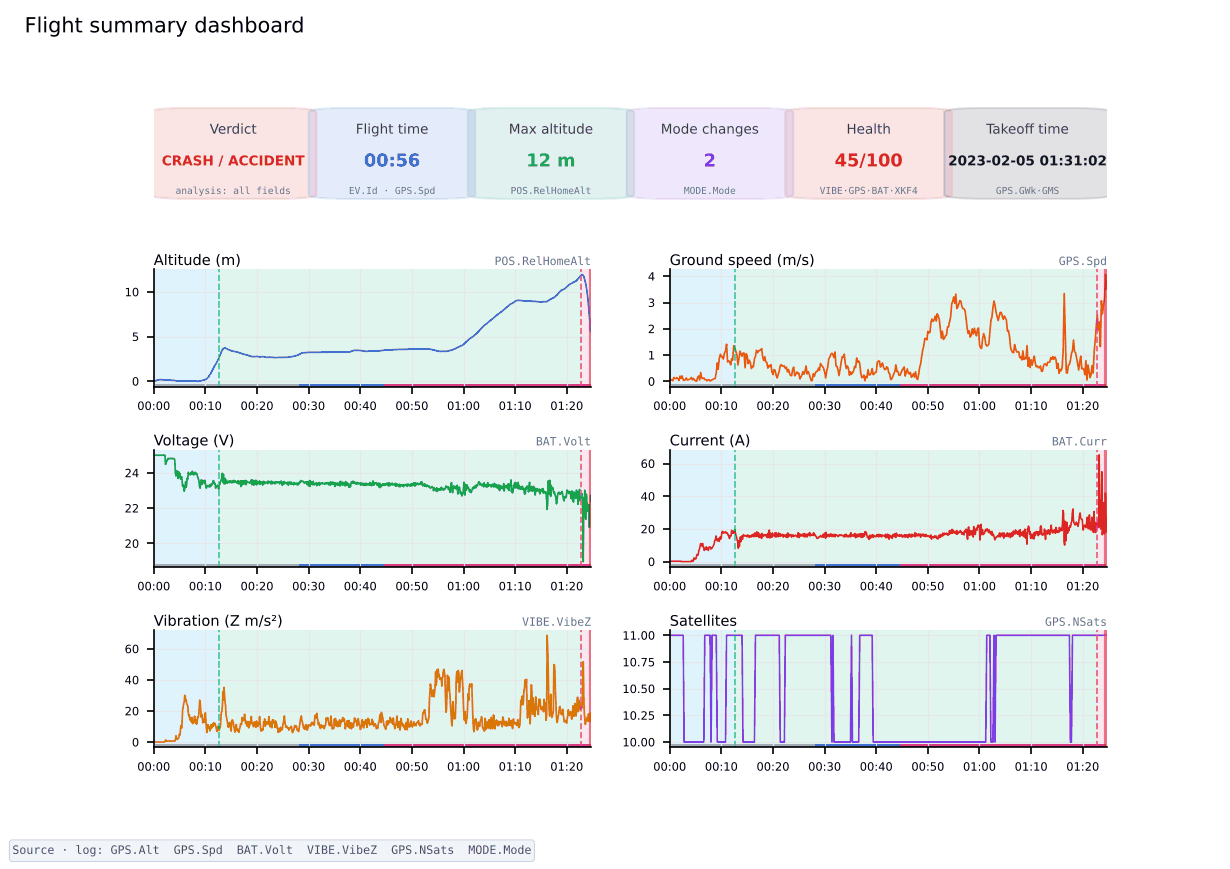 Flight summary dashboard
Verdict Flight time Max altitude Mode changes Health Takeoff time
CRASH / ACCIDENT 00:56 12 m 2 45/100 2023-02-05 01:31:02
analysis: all fields EV.Id · GPS.Spd POS.RelHomeAlt MODE.Mode VIBE·GPS·BAT·XKF4 GPS.GWk·GMS
Altitude (m) POS.RelHomeAlt
10
5
0
00:00 00:10 00:20 00:30 00:40 00:50 01:00 01:10 01:20
Ground speed (m/s) GPS.Spd
4
3
2
1
0
00:00 00:10 00:20 00:30 00:40 00:50 01:00 01:10 01:20
Voltage (V) BAT.Volt
24
22
20
00:00 00:10 00:20 00:30 00:40 00:50 01:00 01:10 01:20
Current (A) BAT.Curr
60
40
20
0
00:00 00:10 00:20 00:30 00:40 00:50 01:00 01:10 01:20
Vibration (Z m/s²) VIBE.VibeZ
60
40
20
0
00:00 00:10 00:20 00:30 00:40 00:50 01:00 01:10 01:20
Satellites GPS.NSats
11.00
10.75
10.50
10.25
10.00
00:00 00:10 00:20 00:30 00:40 00:50 01:00 01:10 01:20
Source · log: GPS.Alt GPS.Spd BAT.Volt VIBE.VibeZ GPS.NSats MODE.Mode